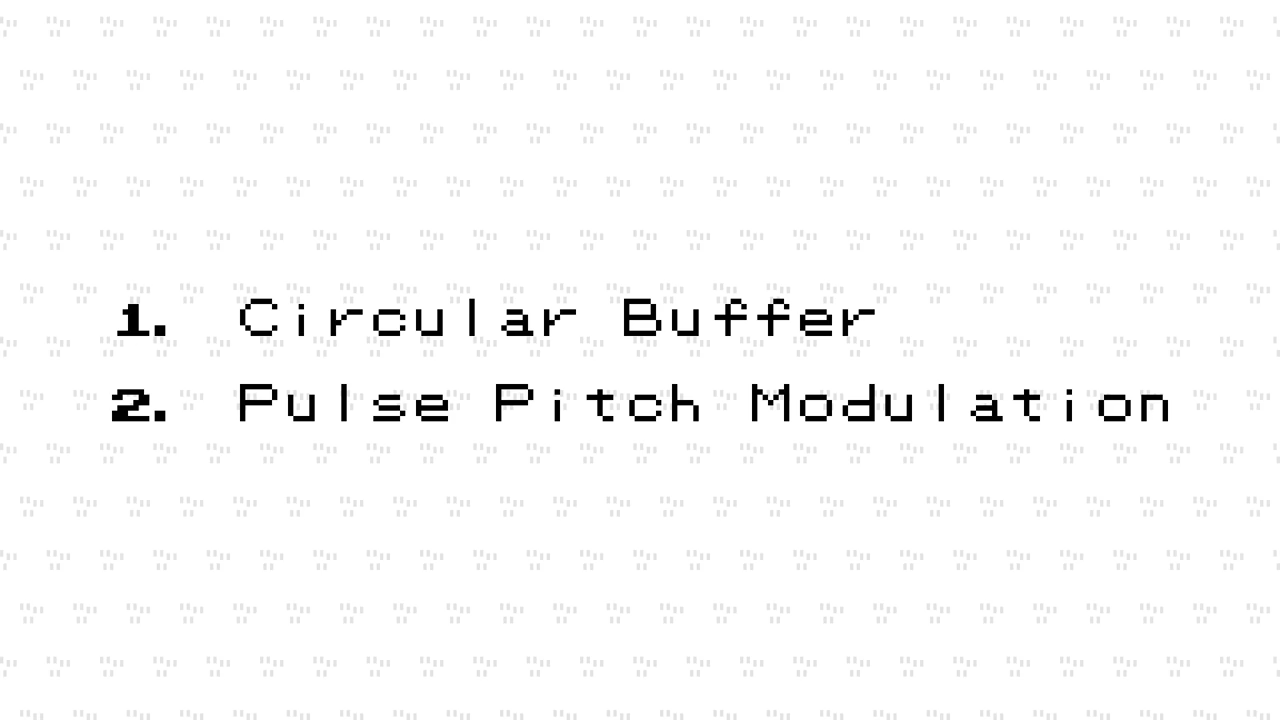 1. Circular Buffer
2. Pulse Pitch Modulation